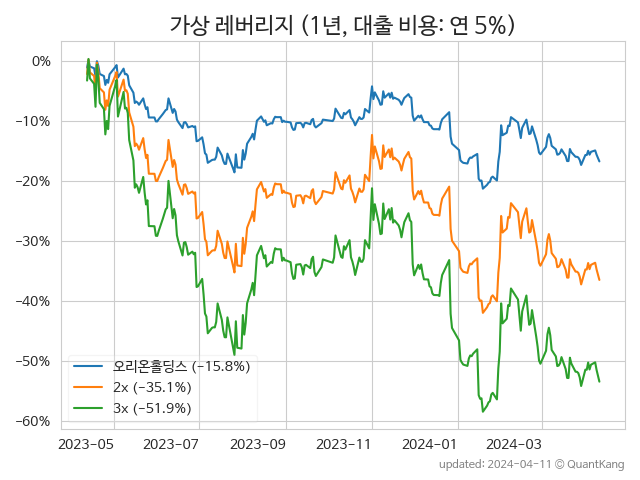 가상 레버리지 (1년, 대출 비용: 연 5%)
0%
−10%
−20%
−30%
−40%
−50%
−60%
오리온홀딩스 (−15.8%)
2x (−35.1%)
3x (−51.9%)
2023-05 2023-07 2023-09 2023-11 2024-01 2024-03
updated: 2024-04-11 © QuantKang